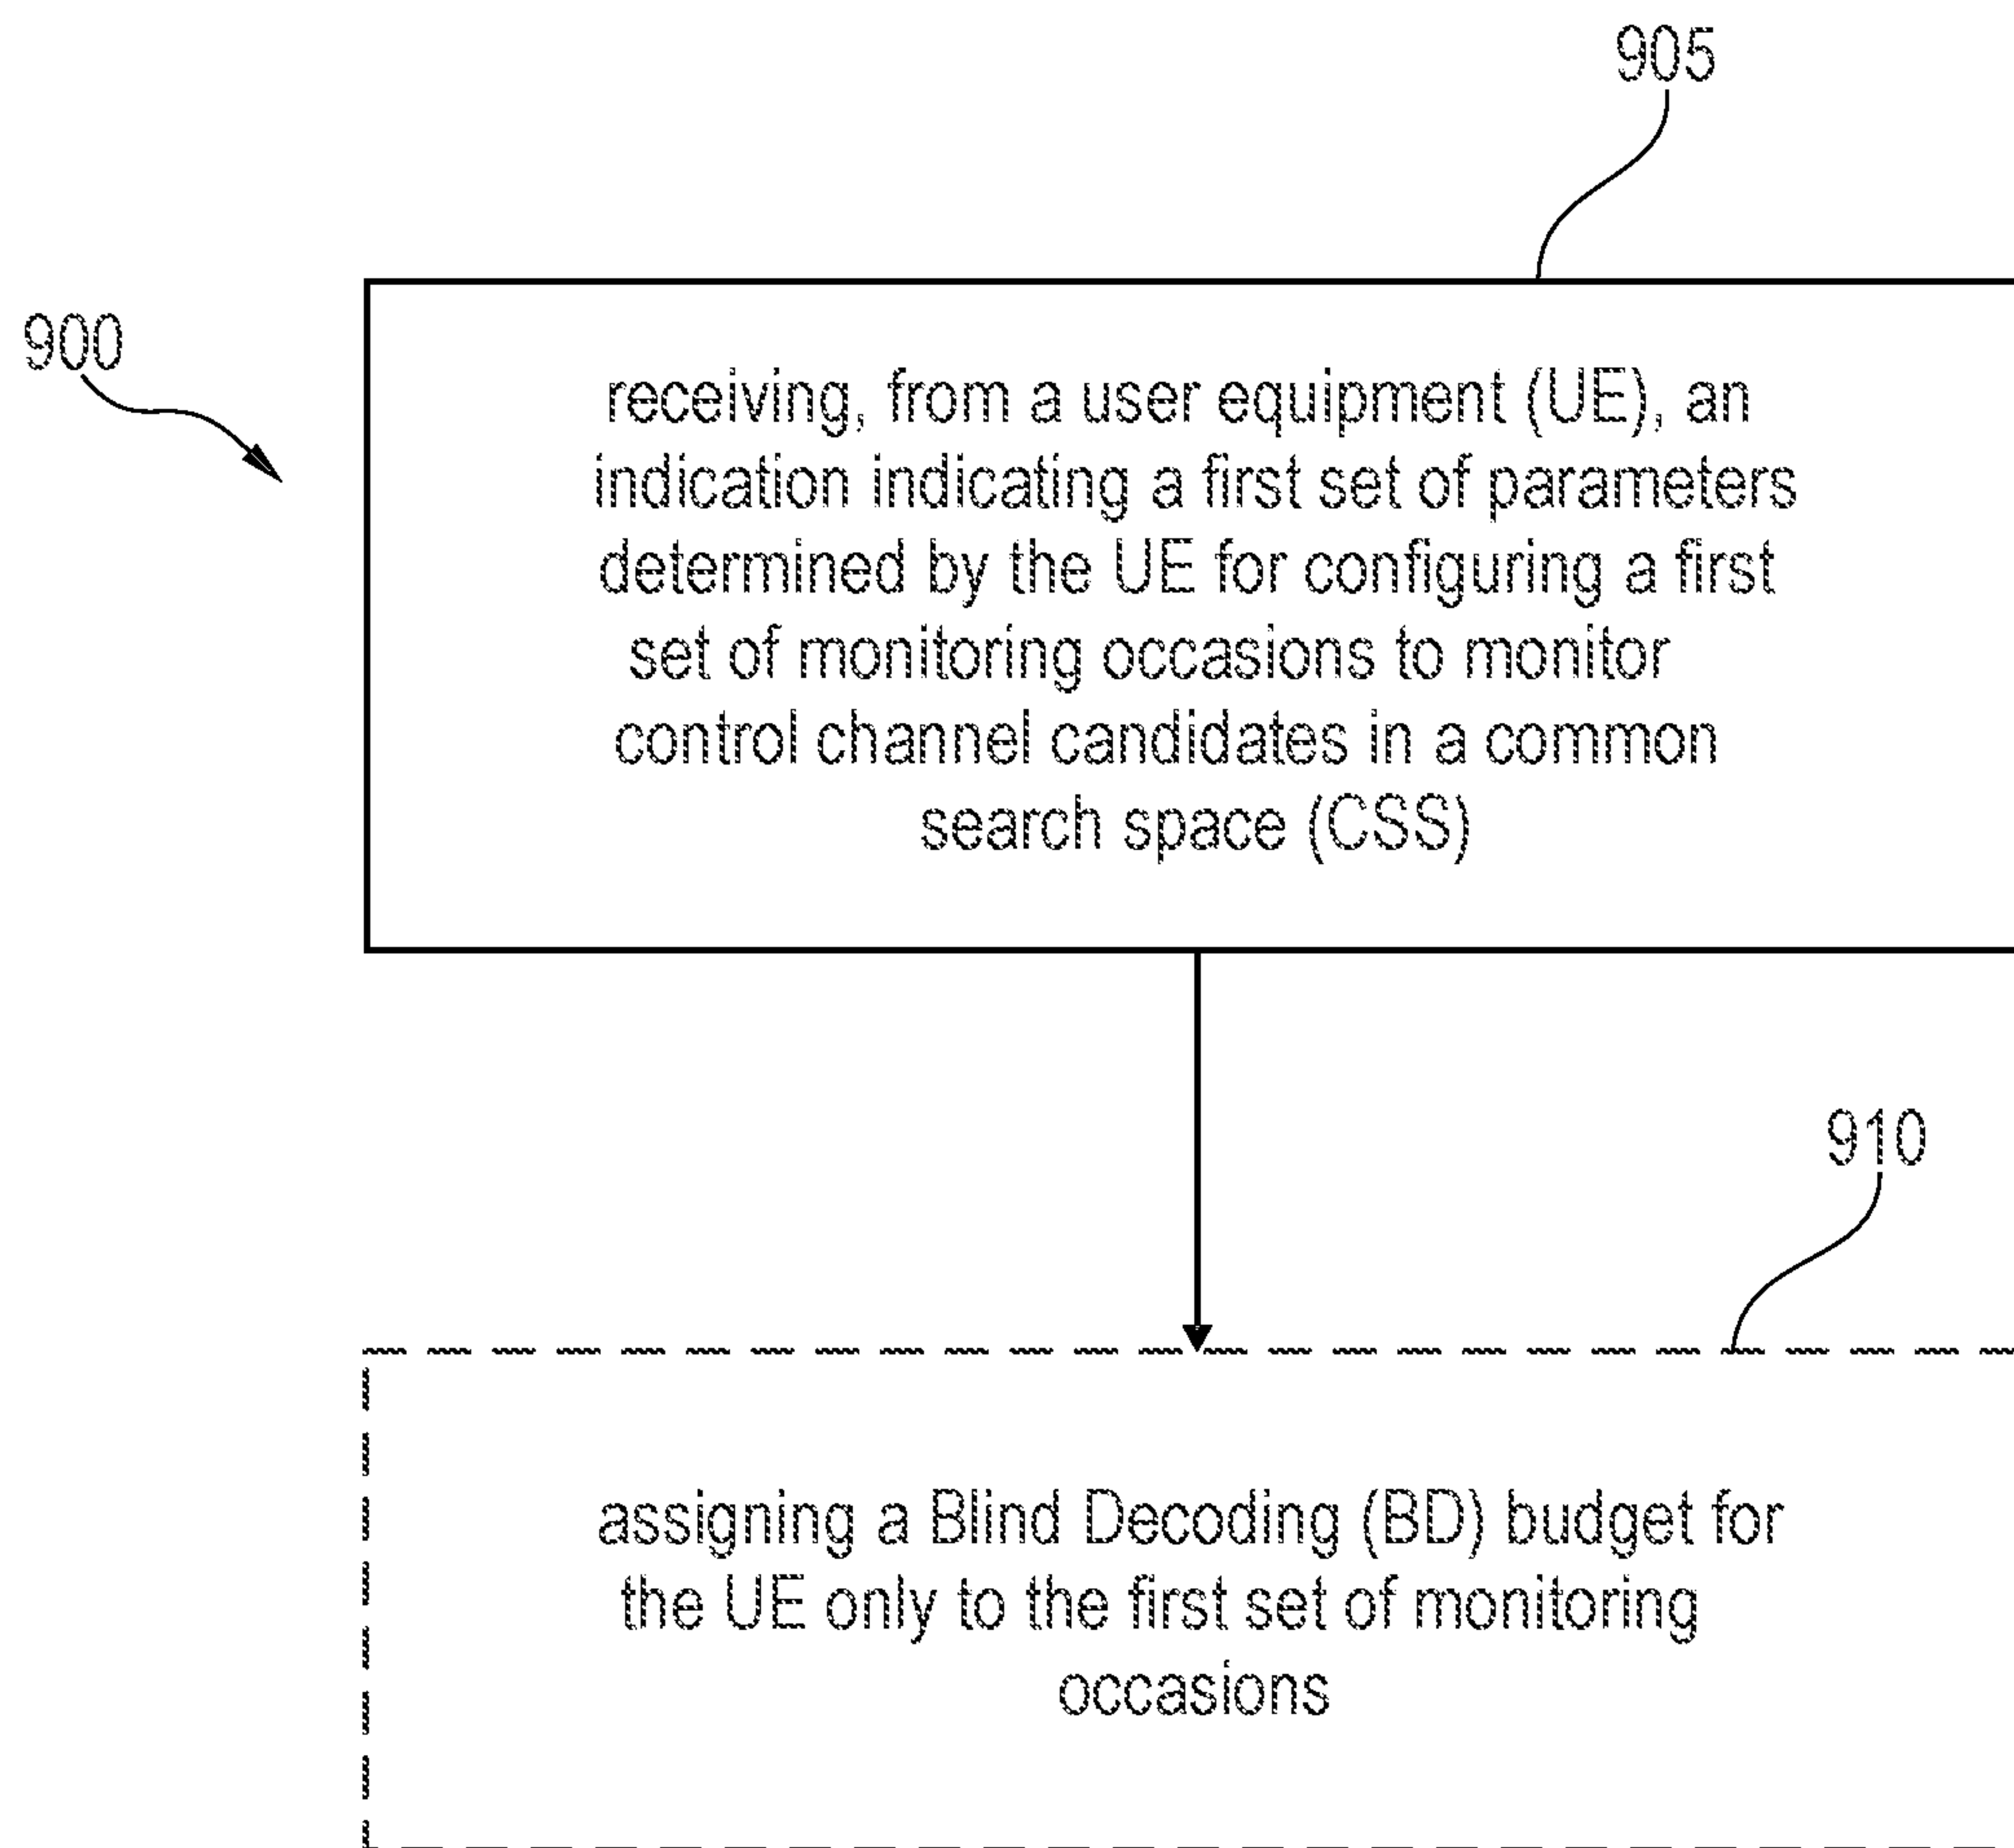 905
900
receiving, from a user equipment (UE), an
indication indicating a first set of parameters
determined by the UE for configuring a first
set of monitoring occasions to monitor
control channel candidates in a common
search space (CSS)
910
assigning a Blind Decoding (BD) budget for
the UE only to the first set of monitoring
occasions